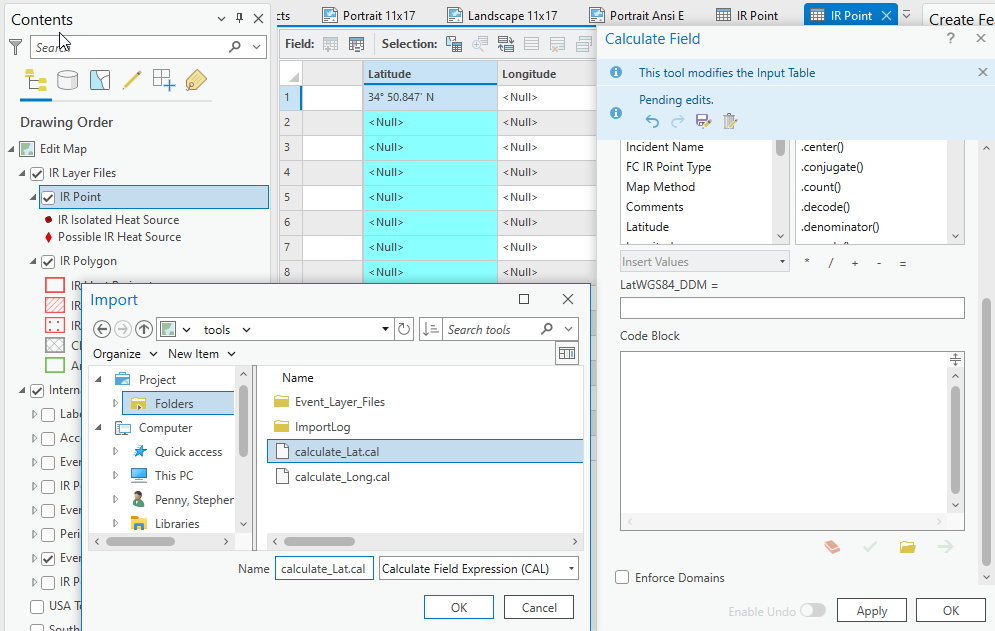 Contents
Search
Drawing Order
Edit Map
IR Layer Files
IR Point
IR Isolated Heat Source
Possible IR Heat Source
IR Polygon
IR
IR
IR
Intern
Labe
Acc
Ever
IR P
Ever
Peri
Ever
IR P
USA T
South
cts
Portrait 11x17
Landscape 11x17
Portrait Ansi E
IR Point
IR Point
Create Fe
Field:
Selection:
Latitude
Longitude
1
34° 50.847' N
<Null>
2
<Null>
<Null>
3
<Null>
<Null>
4
<Null>
<Null>
5
<Null>
<Null>
6
<Null>
<Null>
7
<Null>
<Null>
8
<Null>
<Null>
Import
tools
Search tools
Organize
New Item
Project
Folders
Computer
Quick access
This PC
Penny, Stepher
Libraries
Name
Event_Layer_Files
ImportLog
calculate_Lat.cal
calculate_Long.cal
Name
calculate_Lat.cal
Calculate Field Expression (CAL)
OK
Cancel
Calculate Field
?
This tool modifies the Input Table
Pending edits.
Incident Name
FC IR Point Type
Map Method
Comments
Latitude
.center()
.conjugate()
.count()
.decode()
.denominator()
Insert Values
* / + - =
LatWGS84_DDM =
Code Block
Enforce Domains
Enable Undo
Apply
OK